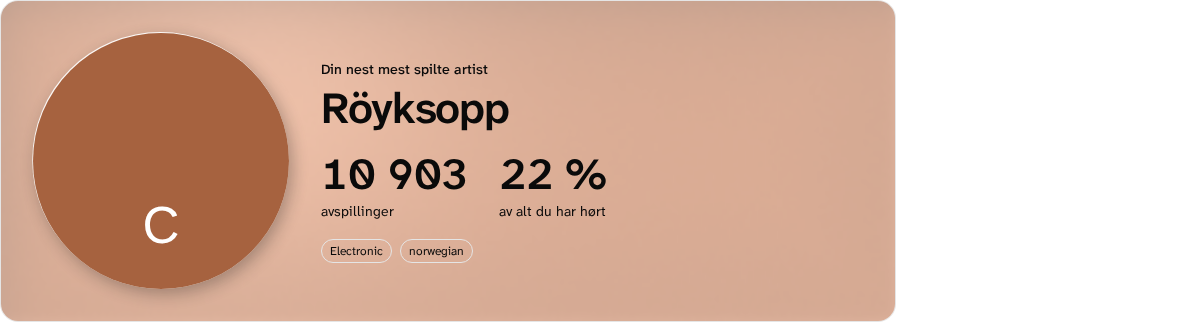 Din nest mest spilte artist
Röyksopp
10 903 22 %
avspillinger av alt du har hørt
C
Electronic norwegian